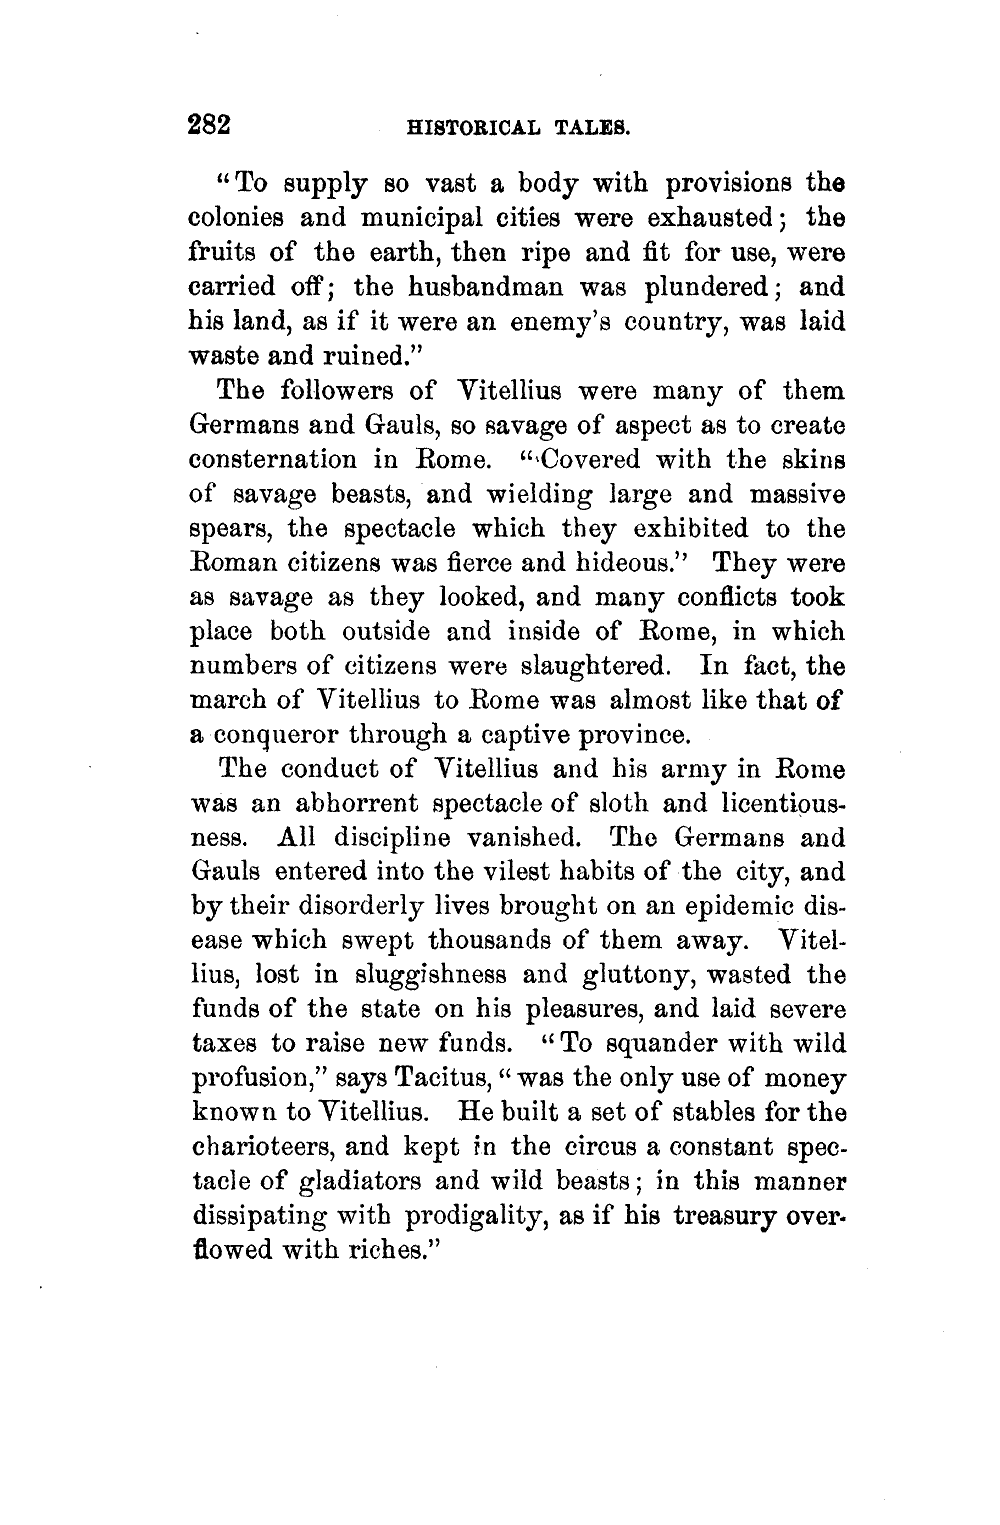 282 HISTORICAL TALES.
"To supply so vast a body with provisions the
colonies and municipal cities were exhausted; the
fruits of the earth, then ripe and fit for use, were
carried off; the husbandman was plundered; and
his land, as if it were an enemy's country, was laid
waste and ruined."
The followers of Vitellius were many of them
Germans and Gauls, so savage of aspect as to create
consternation in Rome. "Covered with the skins
of savage beasts, and wielding large and massive
spears, the spectacle which they exhibited to the
Roman citizens was fierce and hideous." They were
as savage as they looked, and many conflicts took
place both outside and inside of Rome, in which
numbers of citizens were slaughtered. In fact, the
march of Vitellius to Rome was almost like that of
a conqueror through a captive province.
The conduct of Vitellius and his army in Rome
was an abhorrent spectacle of sloth and licentious-
ness. All discipline vanished. The Germans and
Gauls entered into the vilest habits of the city, and
by their disorderly lives brought on an epidemic dis-
ease which swept thousands of them away. Vitel-
lius, lost in sluggishness and gluttony, wasted the
funds of the state on his pleasures, and laid severe
taxes to raise new funds. "To squander with wild
profusion," says Tacitus, "was the only use of money
known to Vitellius. He built a set of stables for the
charioteers, and kept in the circus a constant spec-
tacle of gladiators and wild beasts; in this manner
dissipating with prodigality, as if his treasury over-
flowed with riches."